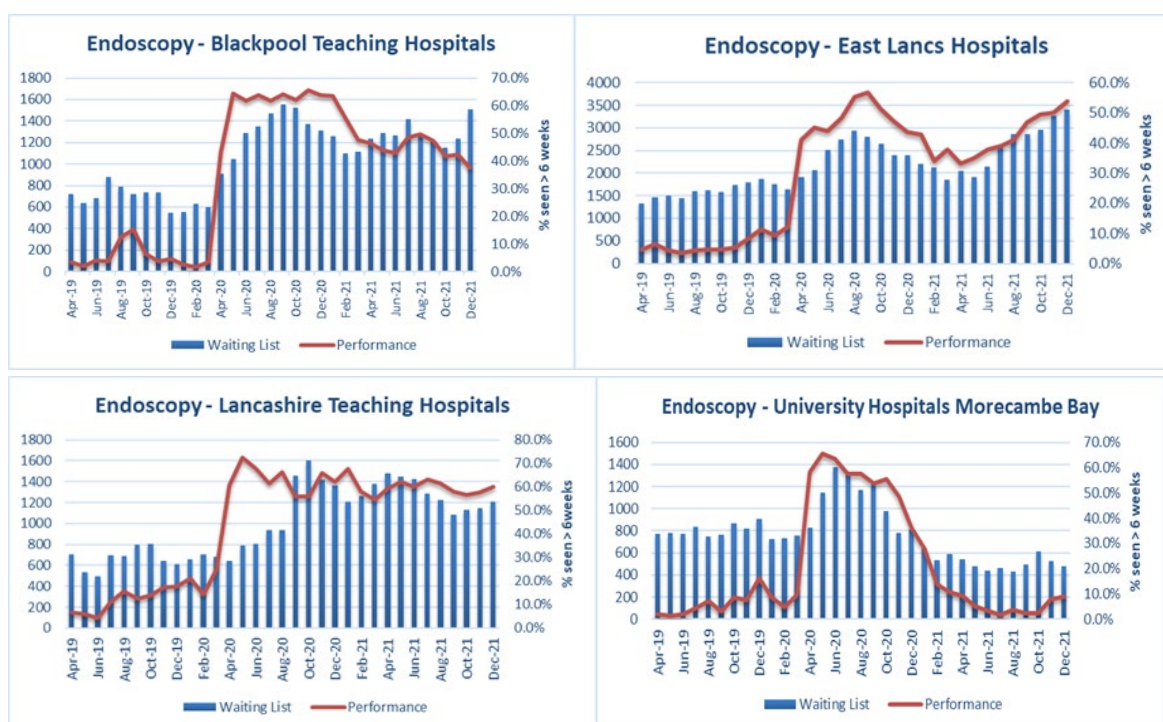 Endoscopy - Blackpool Teaching Hospitals
1800
1600
1400
1200
1000
800
600
400
200
0
70.0%
60.0%
50.0%
40.0%
30.0%
20.0%
10.0%
0.0%
% seen > 6 weeks
Apr-19
Jun-19
Aug-19
Oct-19
Dec-19
Feb-20
Apr-20
Jun-20
Aug-20
Oct-20
Dec-20
Feb-21
Apr-21
Jun-21
Aug-21
Oct-21
Dec-21
Waiting List Performance
Endoscopy - East Lancs Hospitals
4000
3500
3000
2500
2000
1500
1000
500
0
60.0%
50.0%
40.0%
30.0%
20.0%
10.0%
0.0%
% seen > 6 weeks
Apr-19
Jun-19
Aug-19
Oct-19
Dec-19
Feb-20
Apr-20
Jun-20
Aug-20
Oct-20
Dec-20
Feb-21
Apr-21
Jun-21
Aug-21
Oct-21
Dec-21
Waiting List Performance
Endoscopy - Lancashire Teaching Hospitals
1800
1600
1400
1200
1000
800
600
400
200
0
80.0%
70.0%
60.0%
50.0%
40.0%
30.0%
20.0%
10.0%
0.0%
% seen > 6weeks
Apr-19
Jun-19
Aug-19
Oct-19
Dec-19
Feb-20
Apr-20
Jun-20
Aug-20
Oct-20
Dec-20
Feb-21
Apr-21
Jun-21
Aug-21
Oct-21
Dec-21
Waiting List Performance
Endoscopy - University Hospitals Morecambe Bay
1600
1400
1200
1000
800
600
400
200
0
70.0%
60.0%
50.0%
40.0%
30.0%
20.0%
10.0%
0.0%
% seen > 6 weeks
Apr-19
Jun-19
Aug-19
Oct-19
Dec-19
Feb-20
Apr-20
Jun-20
Aug-20
Oct-20
Dec-20
Feb-21
Apr-21
Jun-21
Aug-21
Oct-21
Dec-21
Waiting List Performance